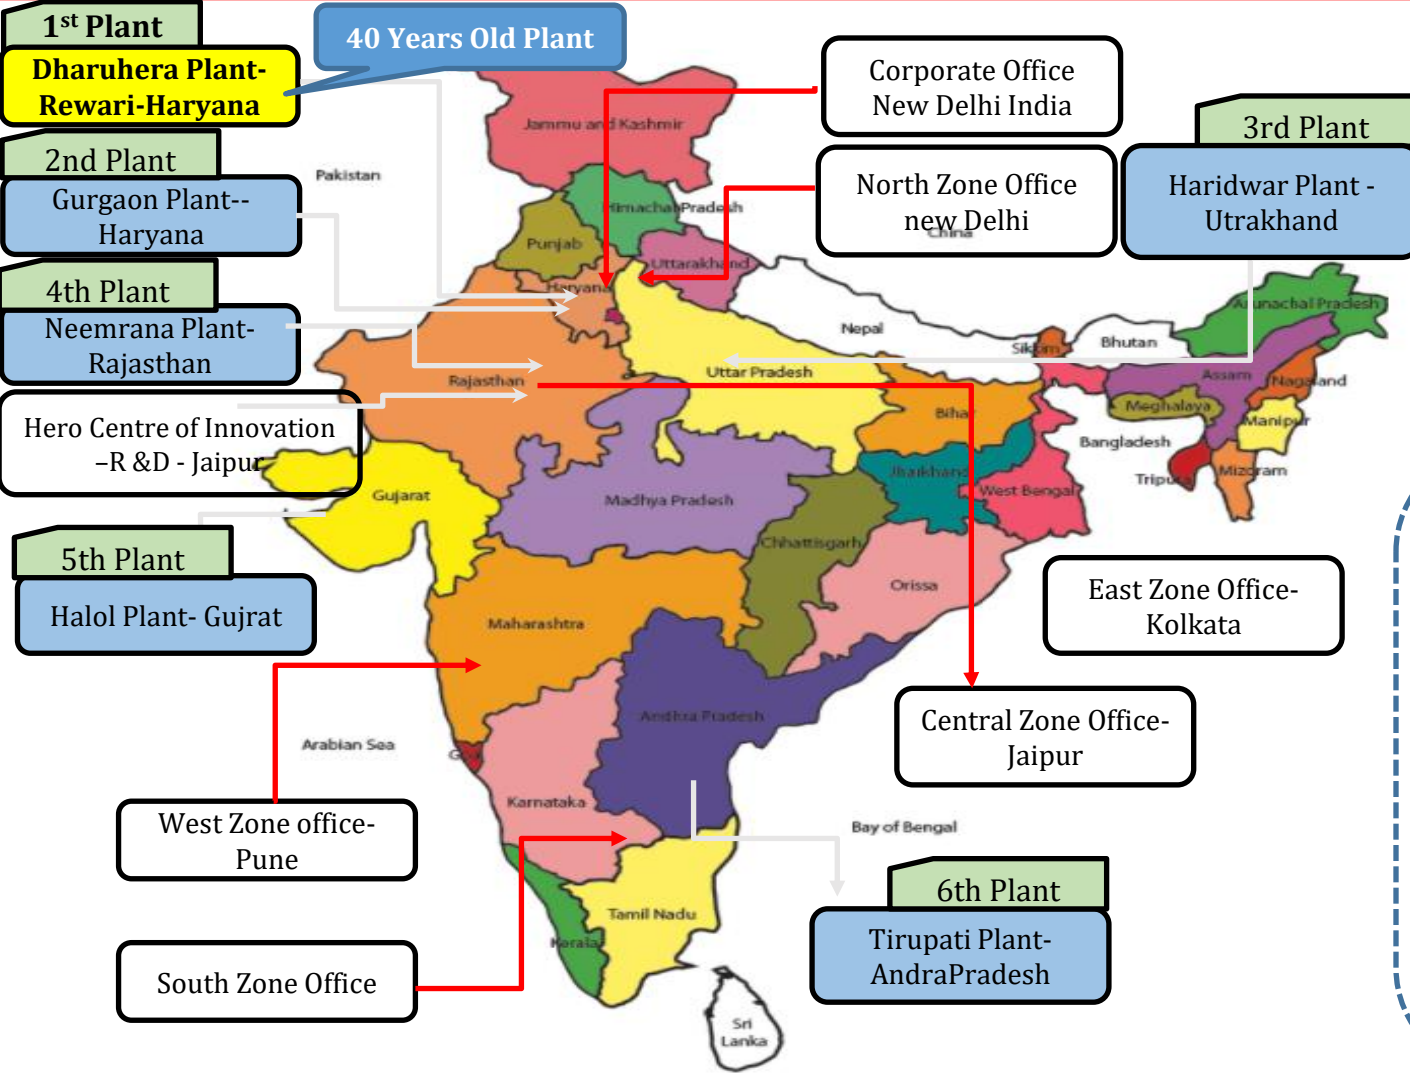 1st Plant
40 Years Old Plant
Dharuhera Plant-
Rewari-Haryana
2nd Plant
Gurgaon Plant--
Haryana
4th Plant
Neemrana Plant-
Rajasthan
Hero Centre of Innovation
–R &D - Jaipur
5th Plant
Halol Plant- Gujrat
West Zone office-
Pune
South Zone Office
Corporate Office
New Delhi India
North Zone Office
new Delhi
3rd Plant
Haridwar Plant -
Utrakhand
East Zone Office-
Kolkata
Central Zone Office-
Jaipur
6th Plant
Tirupati Plant-
AndraPradesh
Jammu and Kashmir
Pakistan
Himachal Pradesh
China
Punjab
Uttarakhand
Haryana
Arunachal Pradesh
Nepal
Sikkim
Bhutan
Rajasthan
Uttar Pradesh
Assam
Nagaland
Bihar
Meghalaya
Manipur
Bangladesh
Jharkhand
Tripura
Mizoram
Gujarat
Madhya Pradesh
West Bengal
Chhattisgarh
Orissa
Maharashtra
Andhra Pradesh
Arabian Sea
Goa
Karnataka
Bay of Bengal
Tamil Nadu
Kerala
Sri
Lanka